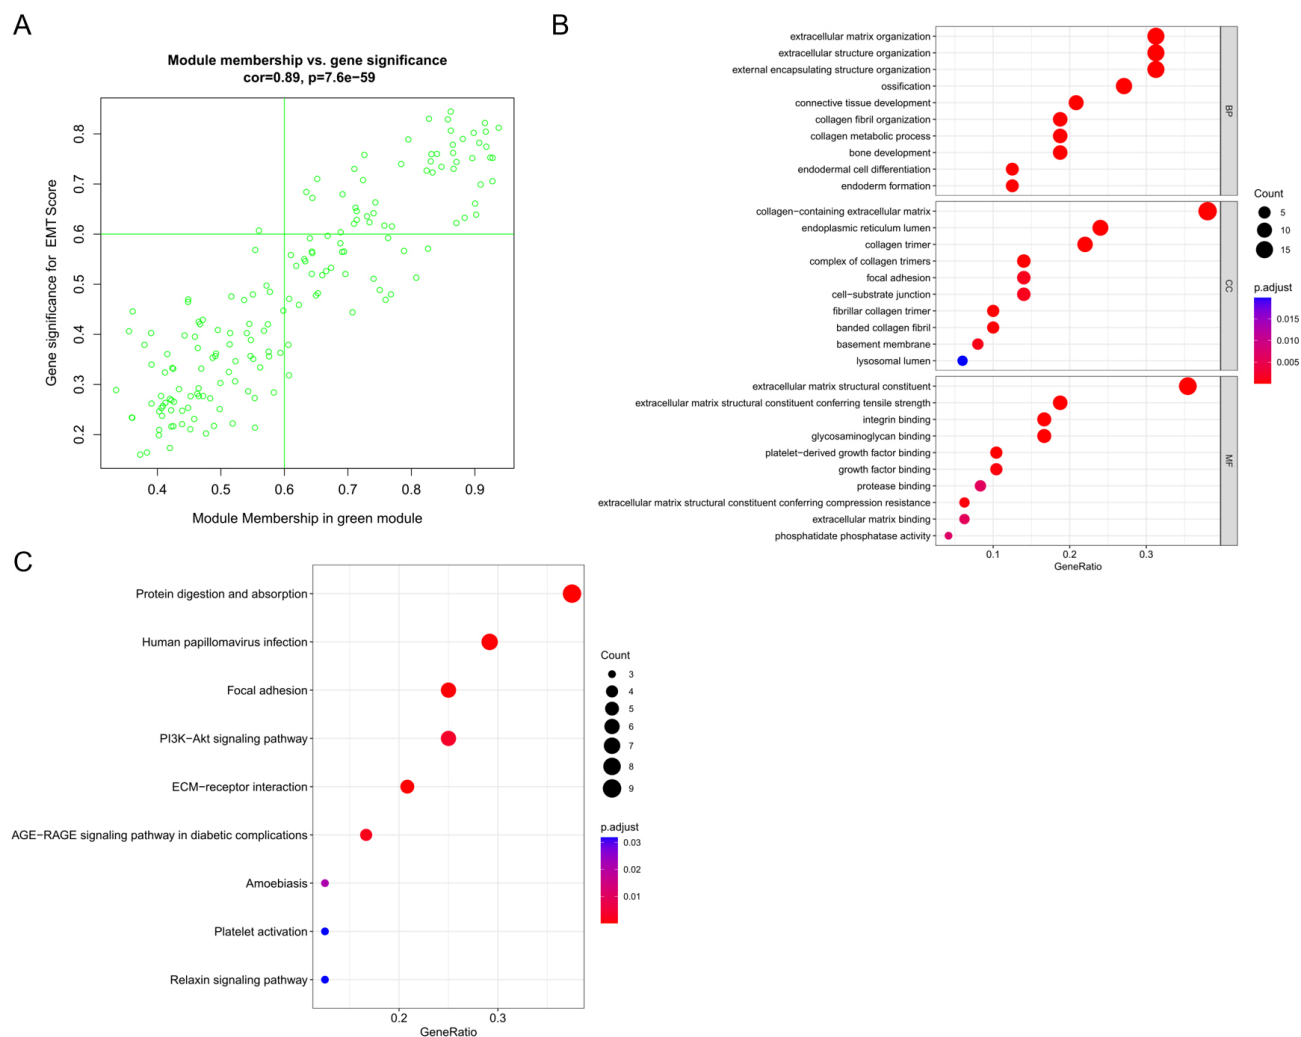 A
Module membership vs. gene significance
cor=0.89, p=7.6e−59
Gene significance for EMT Score
0.8
0.7
0.6
0.5
0.4
0.3
0.2
0.4
0.5
0.6
0.7
0.8
0.9
Module Membership in green module
B
extracellular matrix organization
extracellular structure organization
external encapsulating structure organization
ossification
connective tissue development
collagen fibril organization
collagen metabolic process
bone development
endodermal cell differentiation
endoderm formation
BP
collagen−containing extracellular matrix
endoplasmic reticulum lumen
collagen trimer
complex of collagen trimers
focal adhesion
cell−substrate junction
fibrillar collagen trimer
banded collagen fibril
basement membrane
lysosomal lumen
CC
extracellular matrix structural constituent
extracellular matrix structural constituent conferring tensile strength
integrin binding
glycosaminoglycan binding
platelet−derived growth factor binding
growth factor binding
protease binding
extracellular matrix structural constituent conferring compression resistance
extracellular matrix binding
phosphatidate phosphatase activity
MF
0.1
0.2
0.3
GeneRatio
Count
5
10
15
p.adjust
0.015
0.010
0.005
C
Protein digestion and absorption
Human papillomavirus infection
Focal adhesion
PI3K−Akt signaling pathway
ECM−receptor interaction
AGE−RAGE signaling pathway in diabetic complications
Amoebiasis
Platelet activation
Relaxin signaling pathway
0.2
0.3
GeneRatio
Count
3
4
5
6
7
8
9
p.adjust
0.03
0.02
0.01